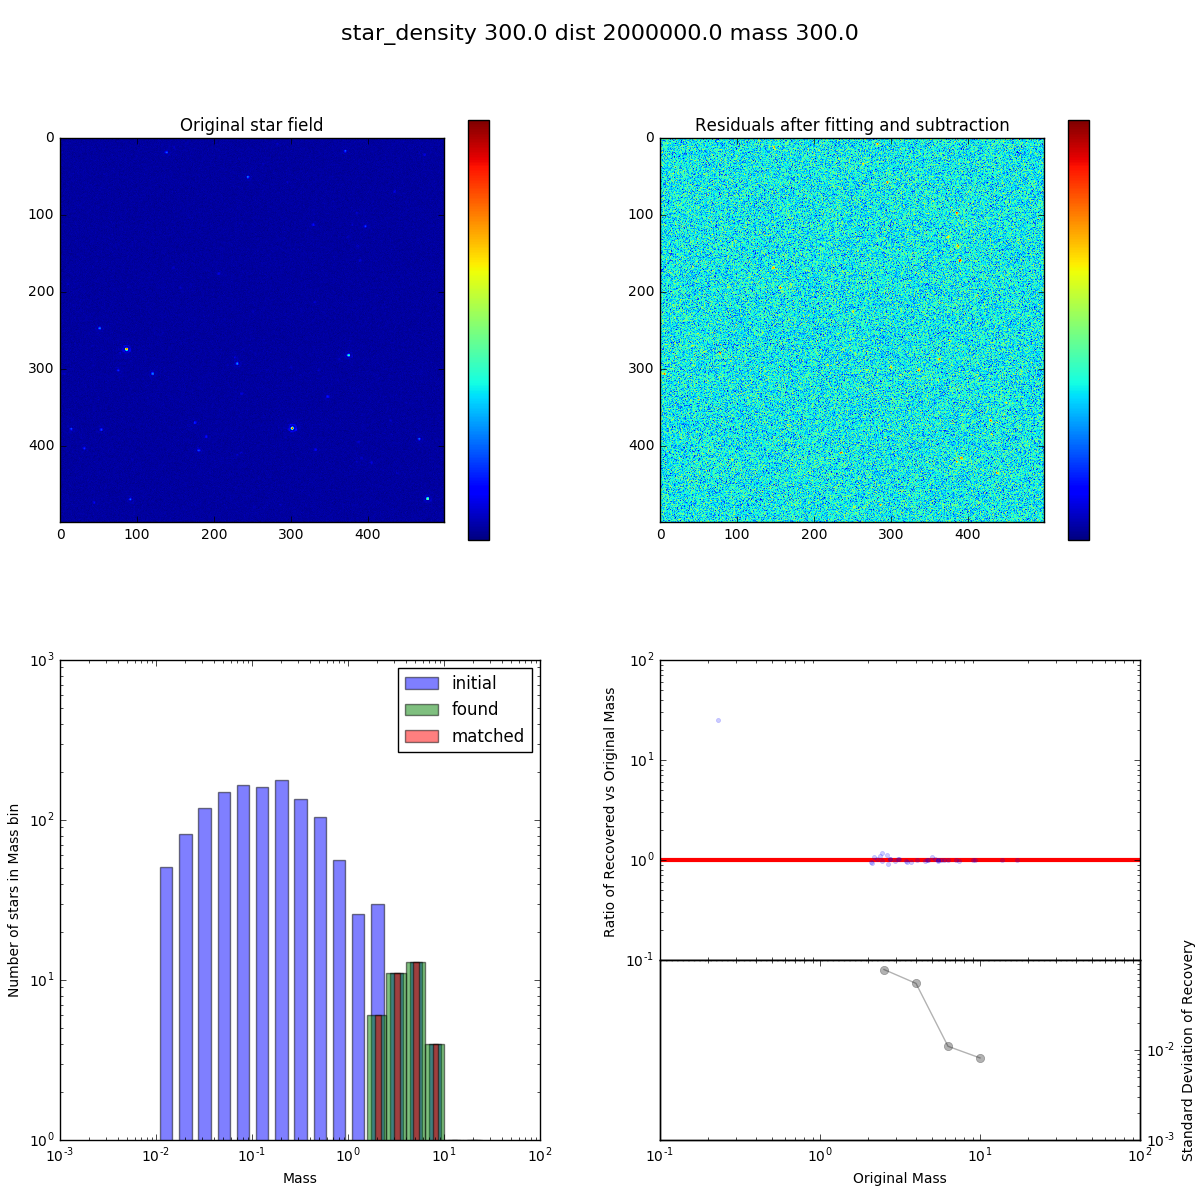 star_density 300.0 dist 2000000.0 mass 300.0
Original star field
0
100
200
300
400
0 100 200 300 400
Residuals after fitting and subtraction
0
100
200
300
400
0 100 200 300 400
initial
found
matched
Number of stars in Mass bin
10^3
10^2
10^1
10^0
10^-3 10^-2 10^-1 10^0 10^1 10^2
Mass
Ratio of Recovered vs Original Mass
10^2
10^1
10^0
10^-1
Standard Deviation of Recovery
10^-2
10^-3
10^-1 10^0 10^1 10^2
Original Mass